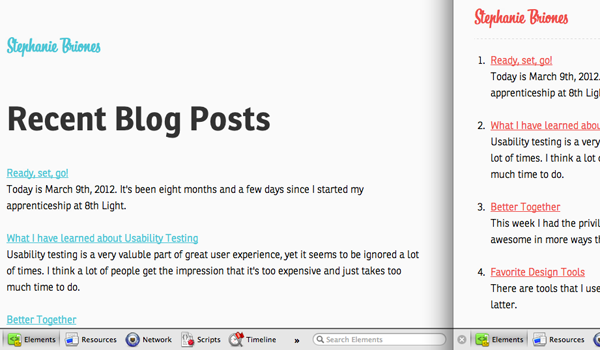 Stephanie Briones
Recent Blog Posts
Ready, set, go!
Today is March 9th, 2012. It's been eight months and a few days since I started my
apprenticeship at 8th Light.
What I have learned about Usability Testing
Usability testing is a very valuble part of great user experience, yet it seems to be ignored a lot
of times. I think a lot of people get the impression that it's too expensive and just takes too
much time to do.
Better Together
Elements Resources Network Scripts Timeline » Search Elements
Stephanie Briones
1. Ready, set, go!
Today is March 9th, 2012.
apprenticeship at 8th Light.
2. What I have learned about
Usability testing is a very
lot of times. I think a lot o
much time to do.
3. Better Together
This week I had the privil
awesome in more ways th
4. Favorite Design Tools
There are tools that I use
latter.
Elements Resources